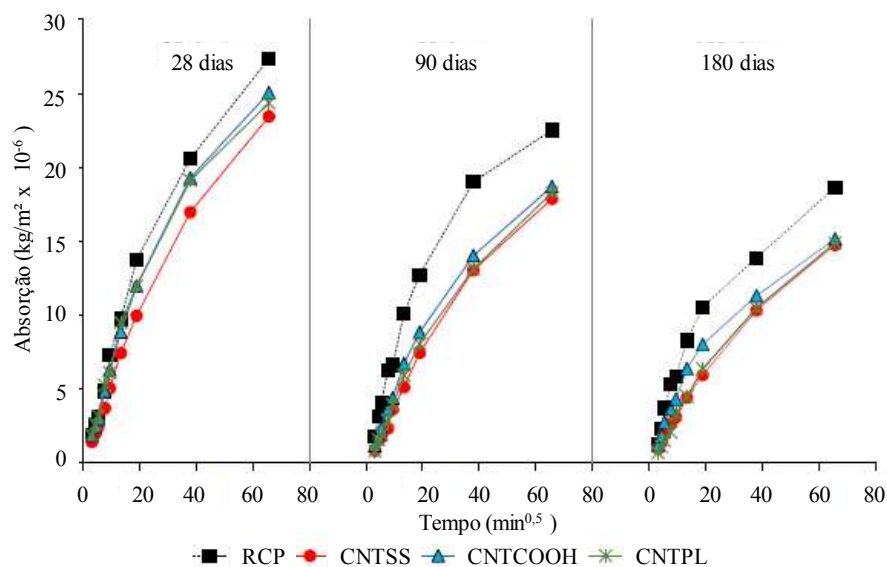 28 dias
90 dias
180 dias
Absorção (kg/m² x 10-6)
30
25
20
15
10
5
0
0 20 40 60 80
0 20 40 60 80
0 20 40 60 80
Tempo (min0,5)
RCP CNTSS CNTCOOH CNTPL